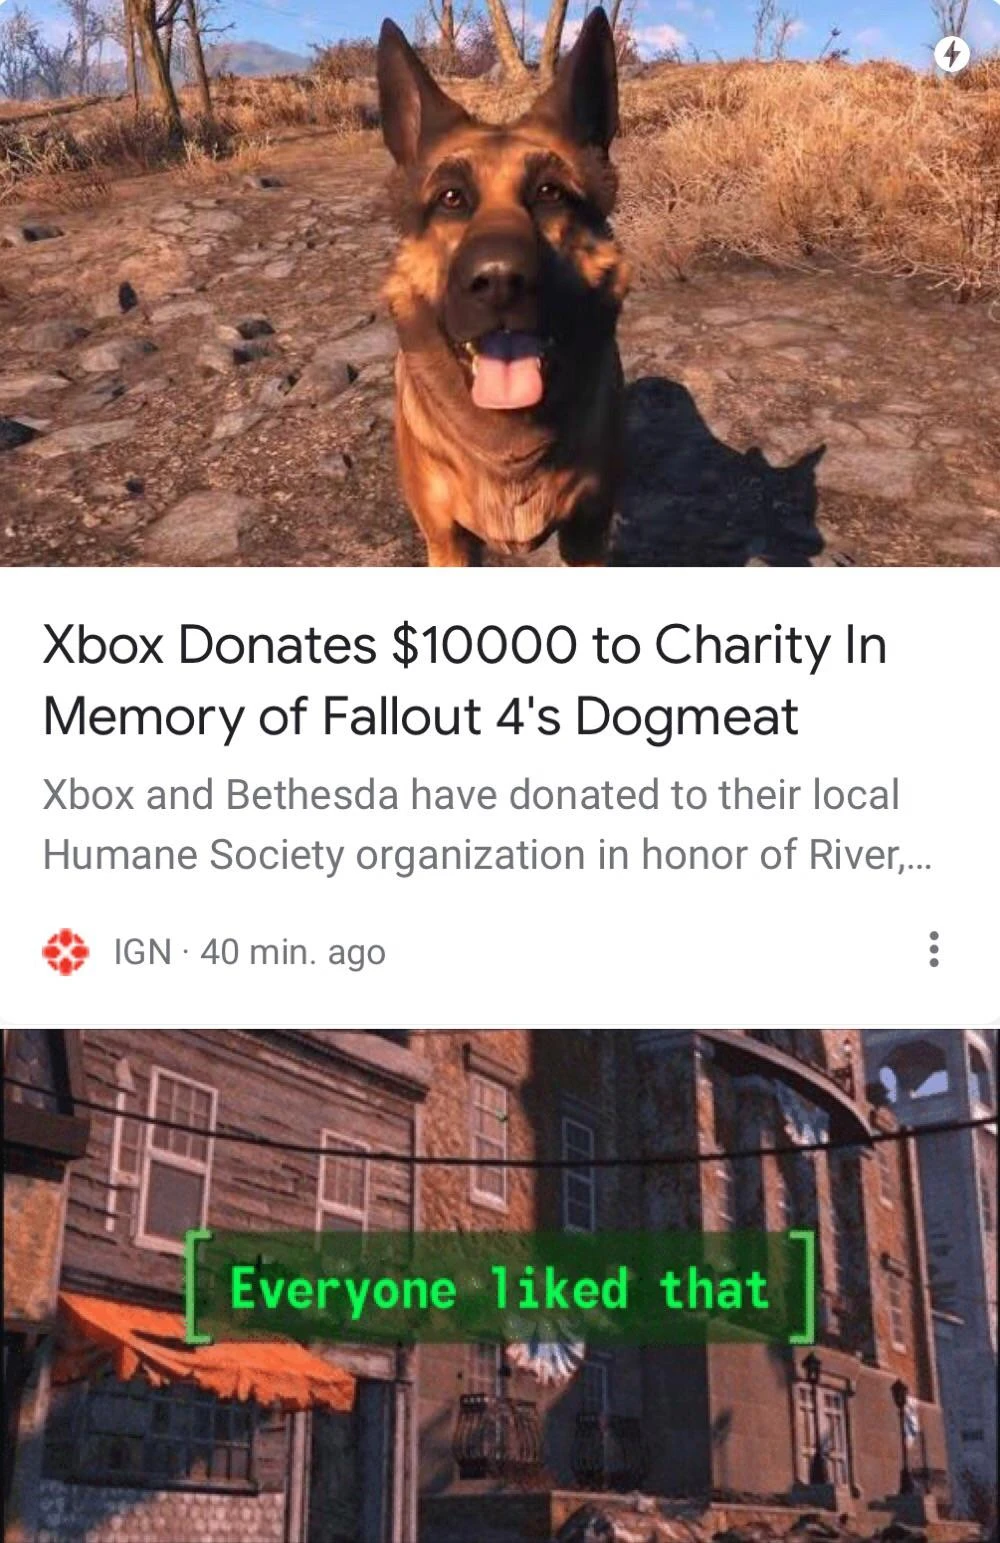 Xbox Donates $10000 to Charity In
Memory of Fallout 4's Dogmeat
Xbox and Bethesda have donated to their local
Humane Society organization in honor of River,...
IGN · 40 min. ago
[Everyone liked that]